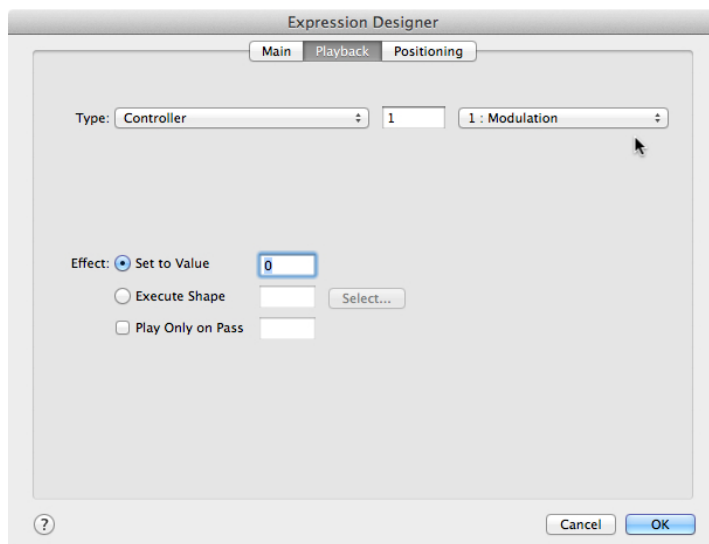 Expression Designer
Main Playback Positioning
Type: Controller 1 1 : Modulation
Effect: Set to Value 0
Execute Shape Select...
Play Only on Pass
? Cancel OK